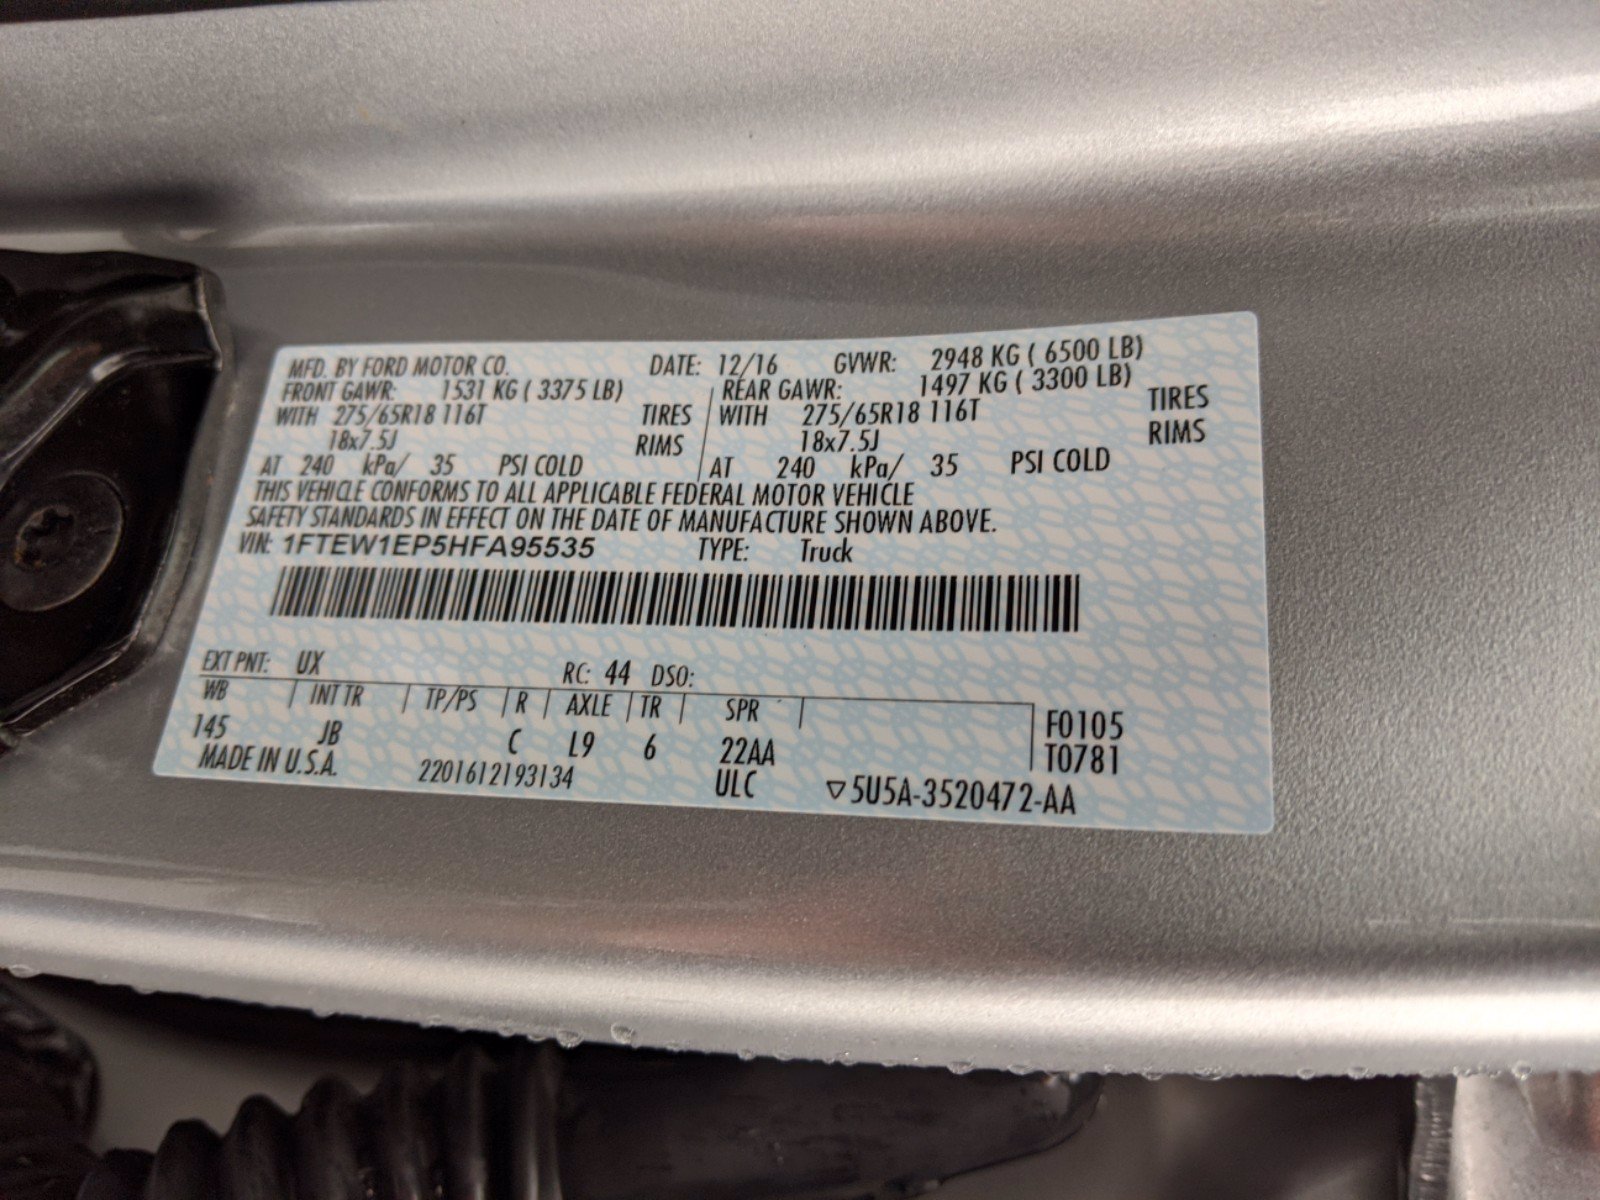 MFD. BY FORD MOTOR CO. DATE: 12/16 GVWR: 2948 KG ( 6500 LB)
FRONT GAWR: 1531 KG ( 3375 LB) REAR GAWR: 1497 KG ( 3300 LB)
WITH 275/65R18 116T TIRES WITH 275/65R18 116T TIRES
18x7.5J RIMS 18x7.5J RIMS
AT 240 kPa/ 35 PSI COLD AT 240 kPa/ 35 PSI COLD
THIS VEHICLE CONFORMS TO ALL APPLICABLE FEDERAL MOTOR VEHICLE
SAFETY STANDARDS IN EFFECT ON THE DATE OF MANUFACTURE SHOWN ABOVE.
VIN: 1FTEW1EP5HFA95535 TYPE: Truck
EXT PNT: UX RC: 44 DSO:
WB INT TR TP/PS R AXLE TR SPR F0105
145 JB C L9 6 22AA T0781
MADE IN U.S.A. 2201612193134 ULC ▽5U5A-3520472-AA